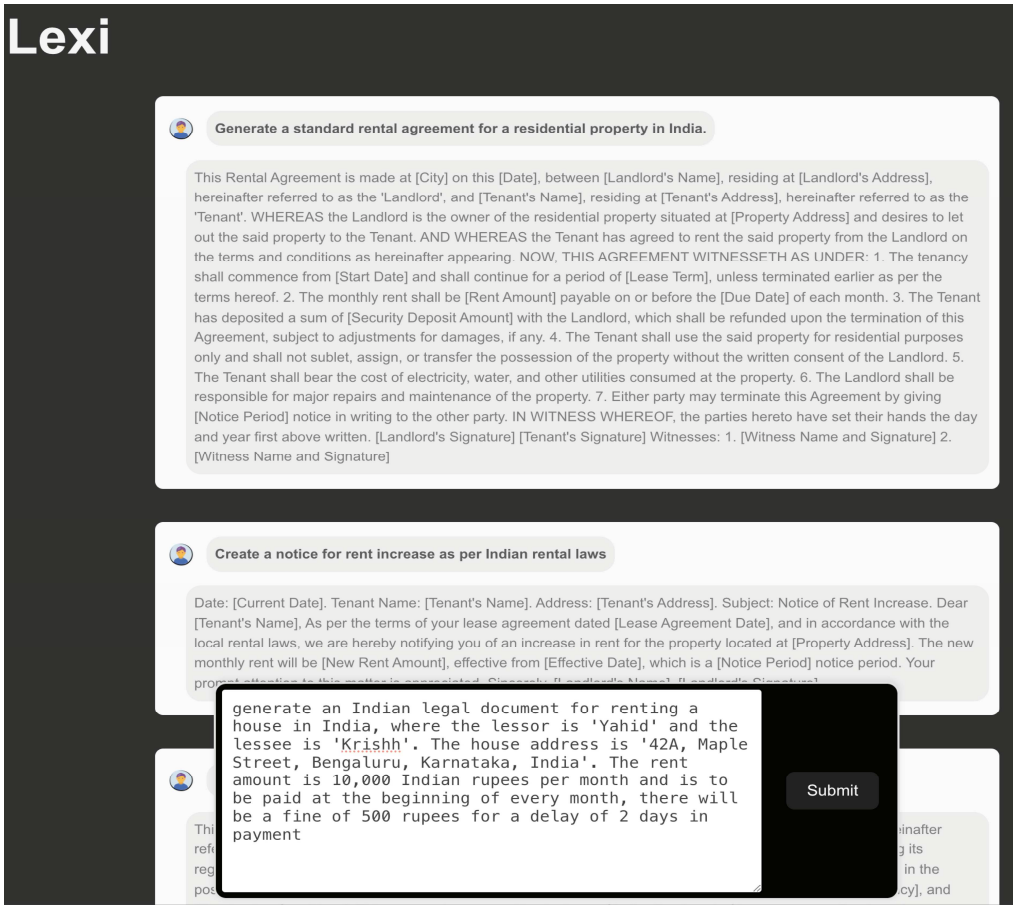 Lexi
Generate a standard rental agreement for a residential property in India.
This Rental Agreement is made at [City] on this [Date], between [Landlord's Name], residing at [Landlord's Address],
hereinafter referred to as the 'Landlord', and [Tenant's Name], residing at [Tenant's Address], hereinafter referred to as the
'Tenant'. WHEREAS the Landlord is the owner of the residential property situated at [Property Address] and desires to let
out the said property to the Tenant. AND WHEREAS the Tenant has agreed to rent the said property from the Landlord on
the terms and conditions as hereinafter appearing. NOW, THIS AGREEMENT WITNESSETH AS UNDER: 1. The tenancy
shall commence from [Start Date] and shall continue for a period of [Lease Term], unless terminated earlier as per the
terms hereof. 2. The monthly rent shall be [Rent Amount] payable on or before the [Due Date] of each month. 3. The Tenant
has deposited a sum of [Security Deposit Amount] with the Landlord, which shall be refunded upon the termination of this
Agreement, subject to adjustments for damages, if any. 4. The Tenant shall use the said property for residential purposes
only and shall not sublet, assign, or transfer the possession of the property without the written consent of the Landlord. 5.
The Tenant shall bear the cost of electricity, water, and other utilities consumed at the property. 6. The Landlord shall be
responsible for major repairs and maintenance of the property. 7. Either party may terminate this Agreement by giving
[Notice Period] notice in writing to the other party. IN WITNESS WHEREOF, the parties hereto have set their hands the day
and year first above written. [Landlord's Signature] [Tenant's Signature] Witnesses: 1. [Witness Name and Signature] 2.
[Witness Name and Signature]
Create a notice for rent increase as per Indian rental laws
Date: [Current Date]. Tenant Name: [Tenant's Name]. Address: [Tenant's Address]. Subject: Notice of Rent Increase. Dear
[Tenant's Name], As per the terms of your lease agreement dated [Lease Agreement Date], and in accordance with the
local rental laws, we are hereby notifying you of an increase in rent for the property located at [Property Address]. The new
monthly rent will be [New Rent Amount], effective from [Effective Date], which is a [Notice Period] notice period. Your
prompt attention to this matter is appreciated. Sincerely, [Landlord's Name], [Landlord's Signature]
generate an Indian legal document for renting a
house in India, where the lessor is 'Yahid' and the
lessee is 'Krishh'. The house address is '42A, Maple
Street, Bengaluru, Karnataka, India'. The rent
amount is 10,000 Indian rupees per month and is to
be paid at the beginning of every month, there will
be a fine of 500 rupees for a delay of 2 days in
payment
Submit
in the
and